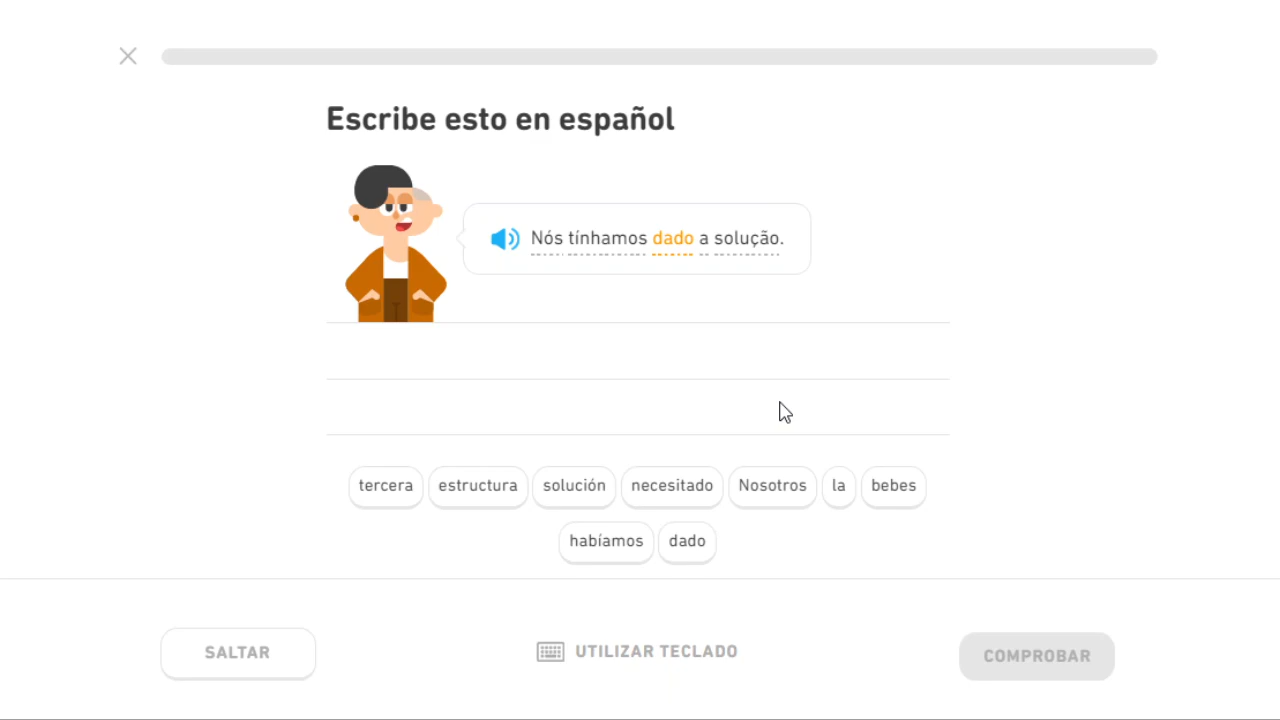 Escribe esto en español
Nós tínhamos dado a solução.
tercera estructura solución necesitado Nosotros la bebes
habíamos dado
SALTAR UTILIZAR TECLADO COMPROBAR